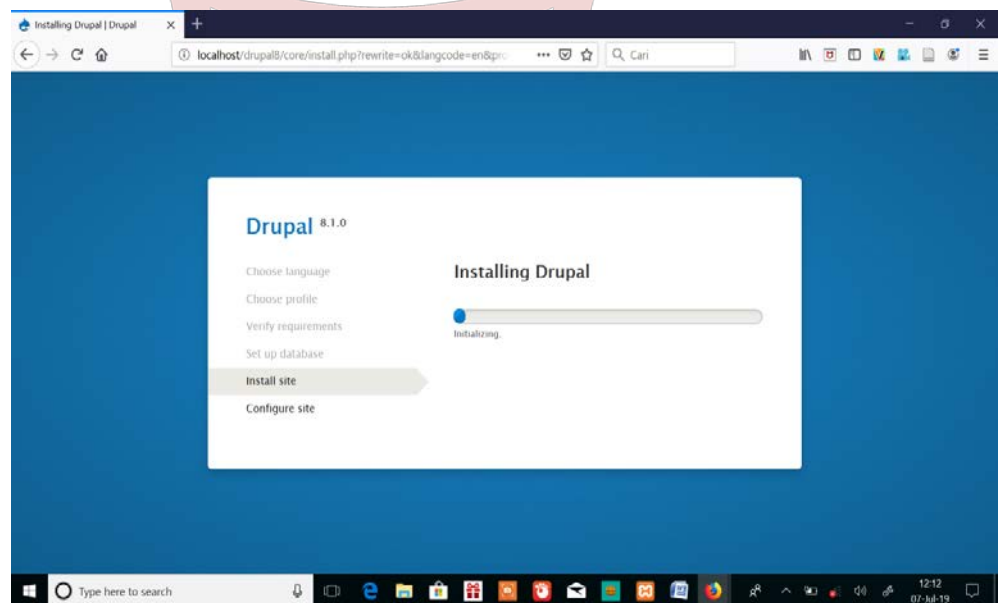 Installing Drupal | Drupal
localhost/drupal8/core/install.php?rewrite=ok&langcode=en&pro
Cari
Drupal 8.1.0
Choose language
Choose profile
Verify requirements
Set up database
Install site
Configure site
Installing Drupal
Initializing.
Type here to search
12:12
07-Jul-19